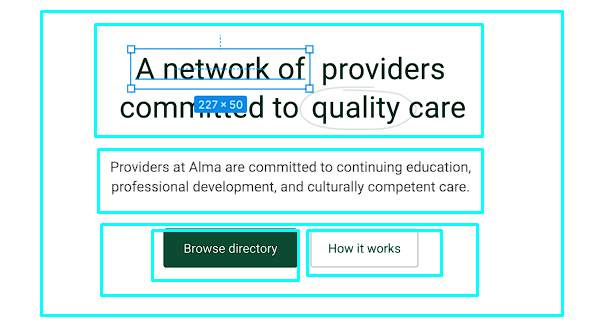 A network of providers
committed to quality care
227 × 50
Providers at Alma are committed to continuing education,
professional development, and culturally competent care.
Browse directory
How it works